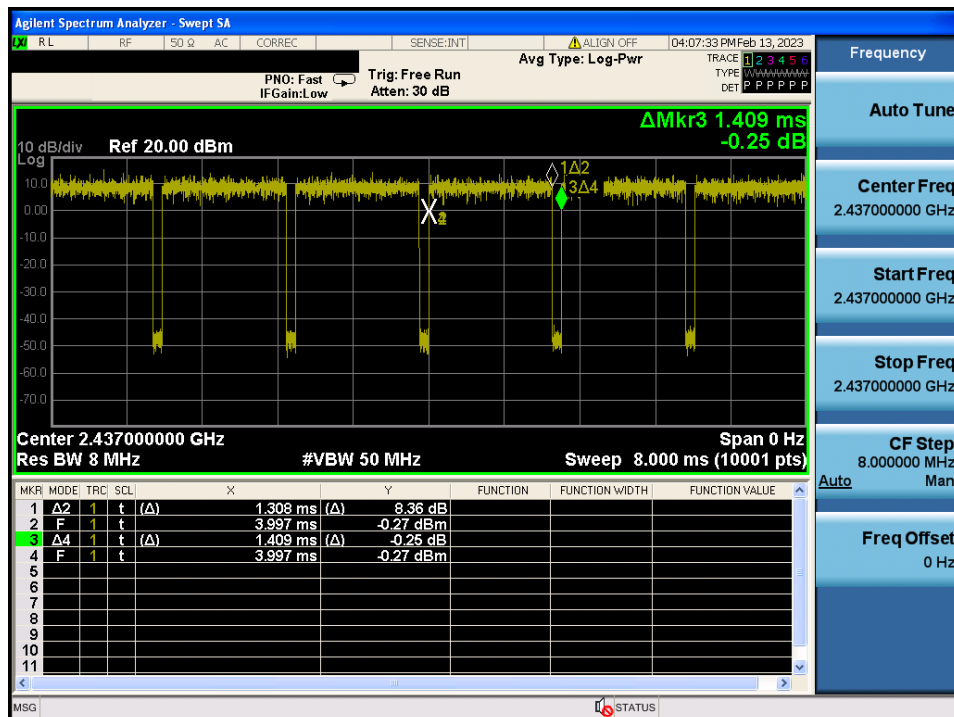 Agilent Spectrum Analyzer - Swept SA
LXI RL RF 50 Ω AC CORREC SENSE:INT ALIGN OFF 04:07:33 PM Feb 13, 2023
PNO: Fast
IFGain:Low
Trig: Free Run
Atten: 30 dB
Avg Type: Log-Pwr
TRACE 1 2 3 4 5 6
TYPE WWWWWW
DET P P P P P P
ΔMkr3 1.409 ms
-0.25 dB
10 dB/div Ref 20.00 dBm
Log
10.0
0.00
-10.0
-20.0
-30.0
-40.0
-50.0
-60.0
-70.0
1Δ2
3Δ4
X
Center 2.437000000 GHz Span 0 Hz
Res BW 8 MHz #VBW 50 MHz Sweep 8.000 ms (10001 pts)
MKR MODE TRC SCL X Y FUNCTION FUNCTION WIDTH FUNCTION VALUE
1 Δ2 1 t (Δ) 1.308 ms (Δ) 8.36 dB
2 F 1 t 3.997 ms -0.27 dBm
3 Δ4 1 t (Δ) 1.409 ms (Δ) -0.25 dB
4 F 1 t 3.997 ms -0.27 dBm
5
6
7
8
9
10
11
MSG STATUS
Frequency
Auto Tune
Center Freq
2.437000000 GHz
Start Freq
2.437000000 GHz
Stop Freq
2.437000000 GHz
CF Step
8.000000 MHz
Auto Man
Freq Offset
0 Hz